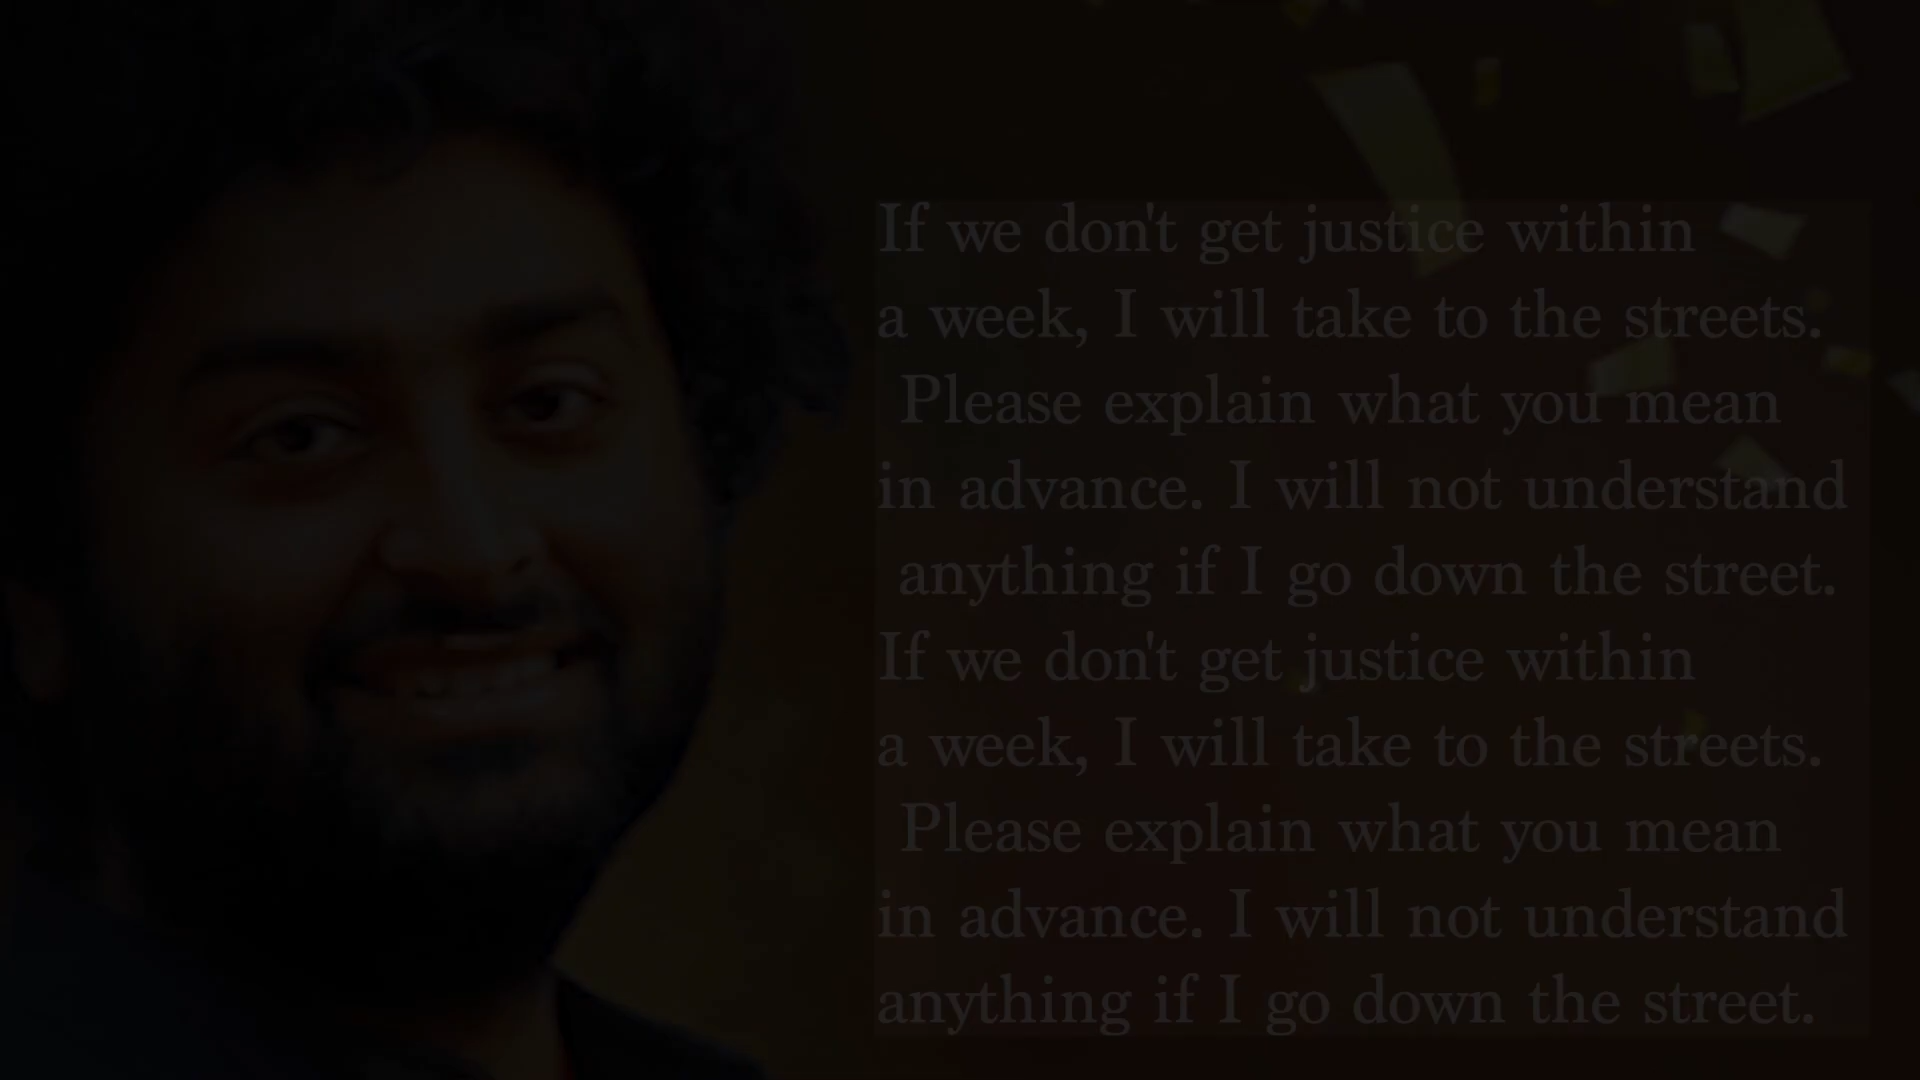 If we don't get justice within
a week, I will take to the streets.
Please explain what you mean
in advance. I will not understand
anything if I go down the street.
If we don't get justice within
a week, I will take to the streets.
Please explain what you mean
in advance. I will not understand
anything if I go down the street.